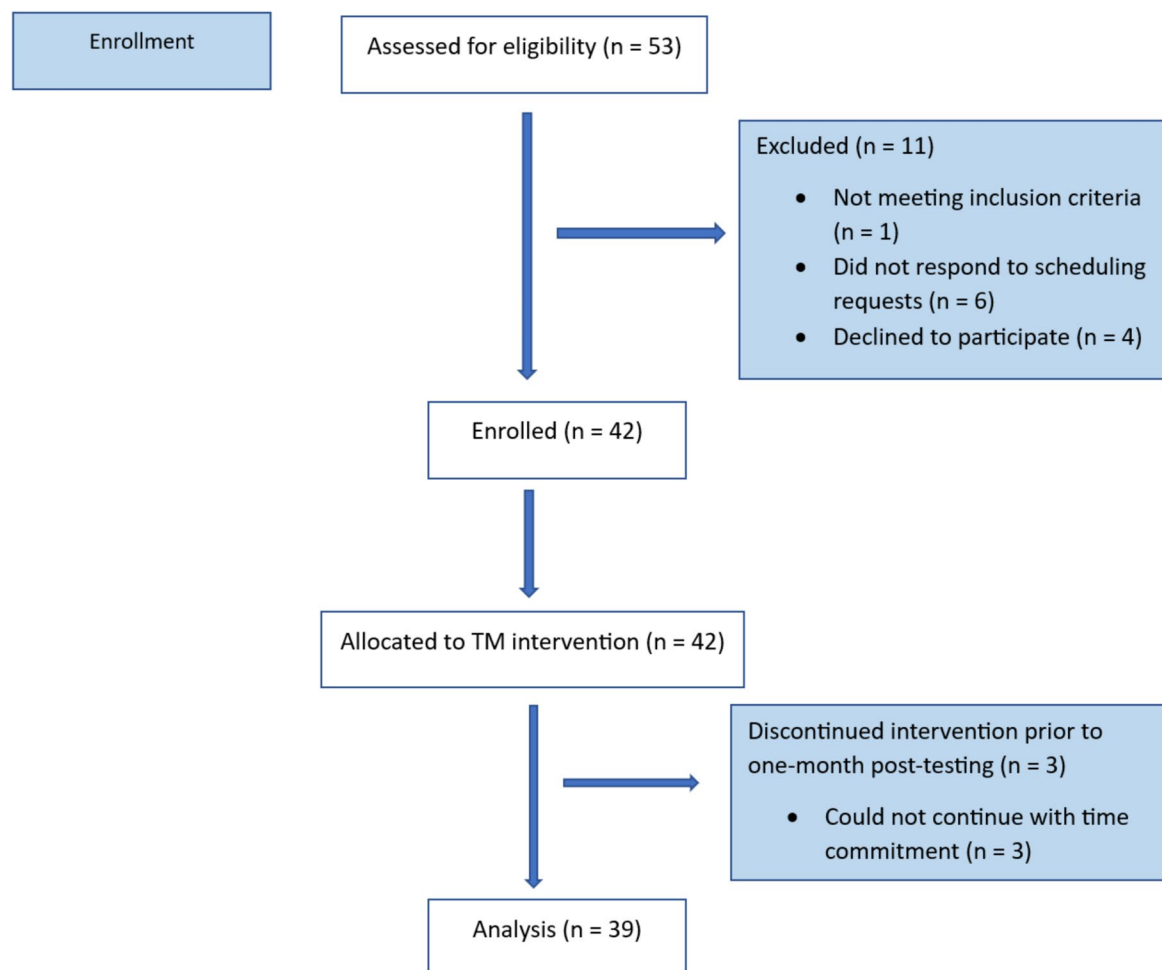 Enrollment
Assessed for eligibility (n = 53)
Excluded (n = 11)
• Not meeting inclusion criteria
(n = 1)
• Did not respond to scheduling
requests (n = 6)
• Declined to participate (n = 4)
Enrolled (n = 42)
Allocated to TM intervention (n = 42)
Discontinued intervention prior to
one-month post-testing (n = 3)
• Could not continue with time
commitment (n = 3)
Analysis (n = 39)